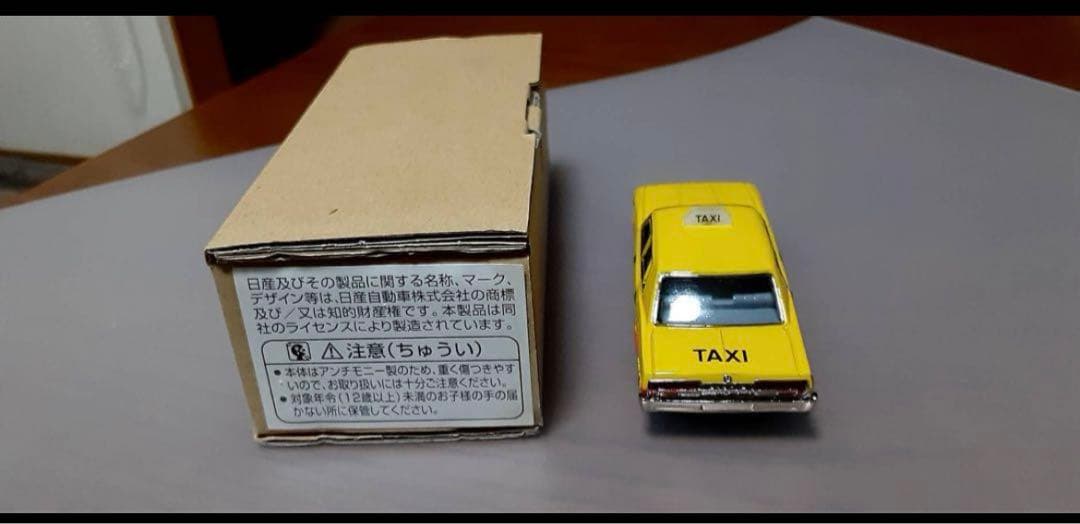 日産及びその製品に関する名称、マーク、
デザイン等は、日産自動車株式会社の商標
及び/又は知的財産権です。本製品は同
社のライセンスにより製造されています。
⚠注意(ちゅうい)
●本体はアンチモニー製のため、重く傷つきやす
いので、お取り扱いには十分ご注意ください。
●対象年令(12歳以上)未満のお子様の手の届
かない所に保管してください。
TAXI
TAXI